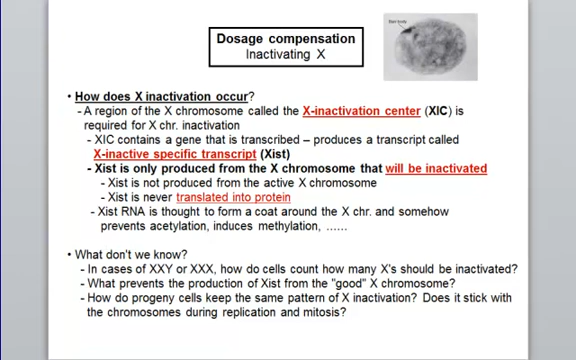 Dosage compensation
Inactivating X
Barr body
• How does X inactivation occur?
- A region of the X chromosome called the X-inactivation center (XIC) is
required for X chr. inactivation
- XIC contains a gene that is transcribed – produces a transcript called
X-inactive specific transcript (Xist)
- Xist is only produced from the X chromosome that will be inactivated
- Xist is not produced from the active X chromosome
- Xist is never translated into protein
- Xist RNA is thought to form a coat around the X chr. and somehow
prevents acetylation, induces methylation, ……
• What don't we know?
- In cases of XXY or XXX, how do cells count how many X's should be inactivated?
- What prevents the production of Xist from the "good" X chromosome?
- How do progeny cells keep the same pattern of X inactivation? Does it stick with
the chromosomes during replication and mitosis?